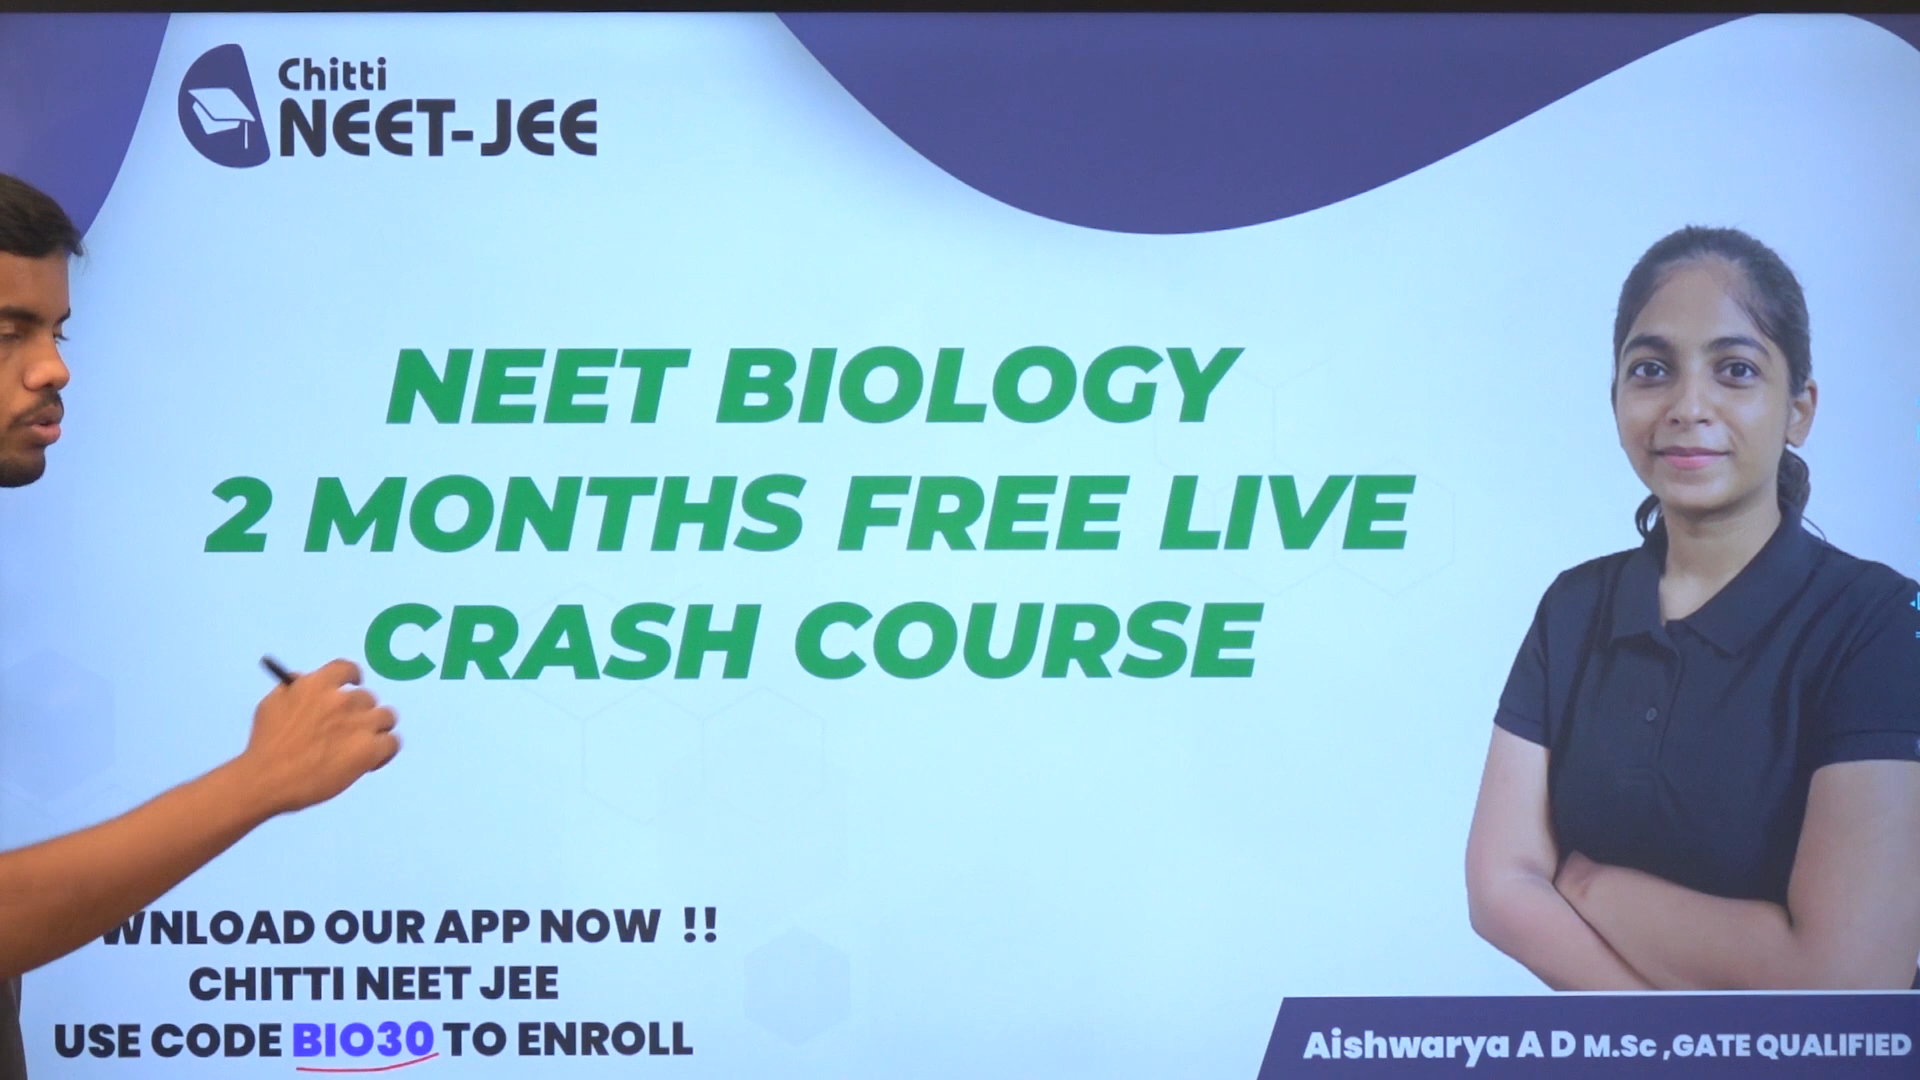 Chitti
NEET-JEE
NEET BIOLOGY
2 MONTHS FREE LIVE
CRASH COURSE
WNLOAD OUR APP NOW !!
CHITTI NEET JEE
USE CODE BIO30 TO ENROLL
Aishwarya A D M.Sc ,GATE QUALIFIED